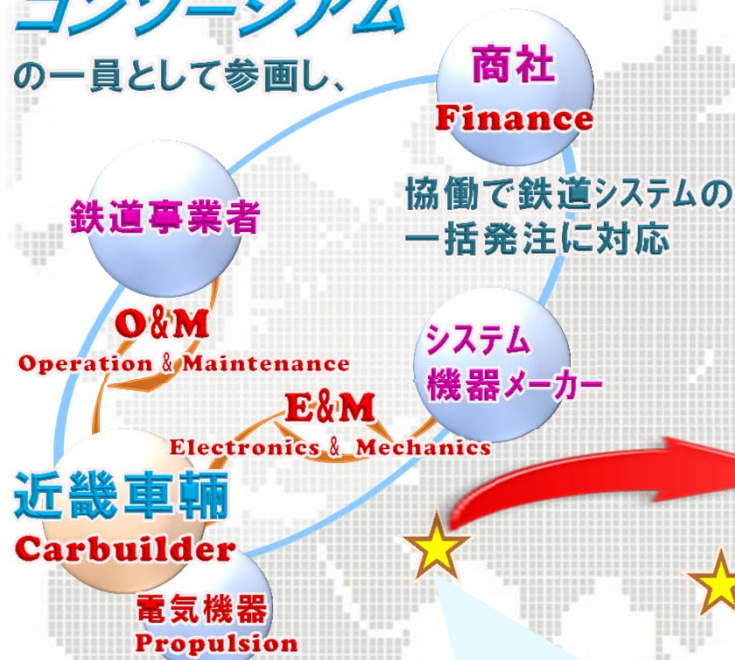 コンソーシアム
の一員として参画し、
商社
Finance
協働で鉄道システムの
一括発注に対応
鉄道事業者
O&M
Operation & Maintenance
システム
機器メーカー
E&M
Electronics & Mechanics
近畿車輛
Carbuilder
電気機器
Propulsion